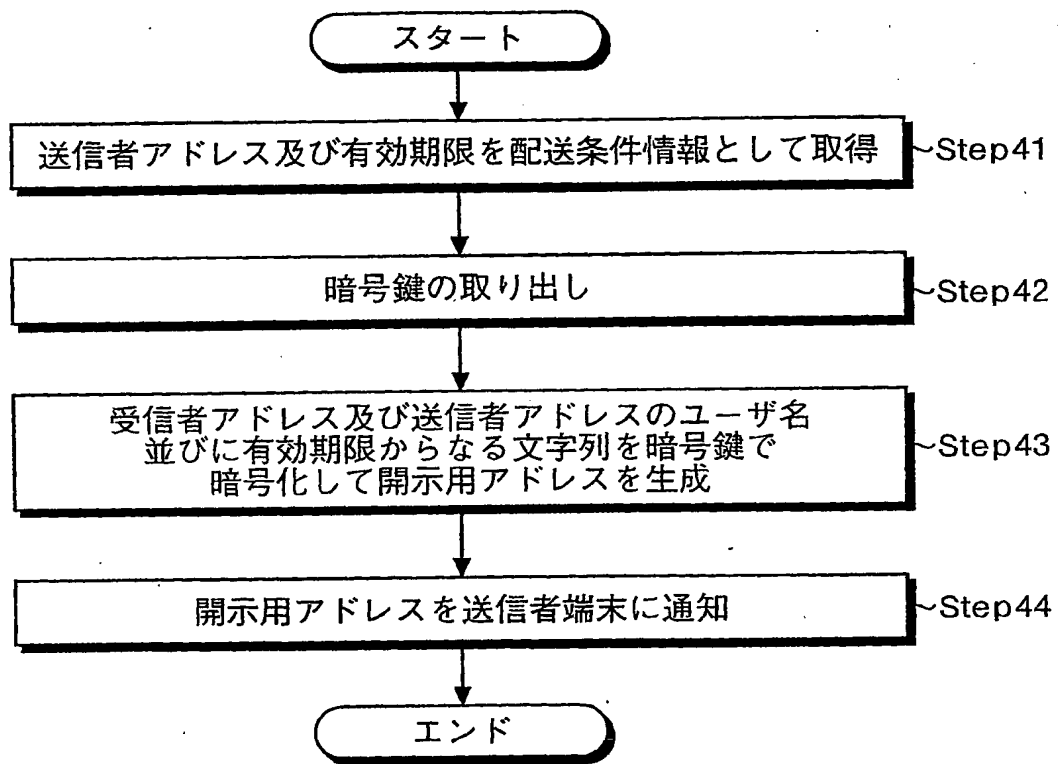 スタート
送信者アドレス及び有効期限を配送条件情報として取得
~Step41
暗号鍵の取り出し
~Step42
受信者アドレス及び送信者アドレスのユーザ名
並びに有効期限からなる文字列を暗号鍵で
暗号化して開示用アドレスを生成
~Step43
開示用アドレスを送信者端末に通知
~Step44
エンド